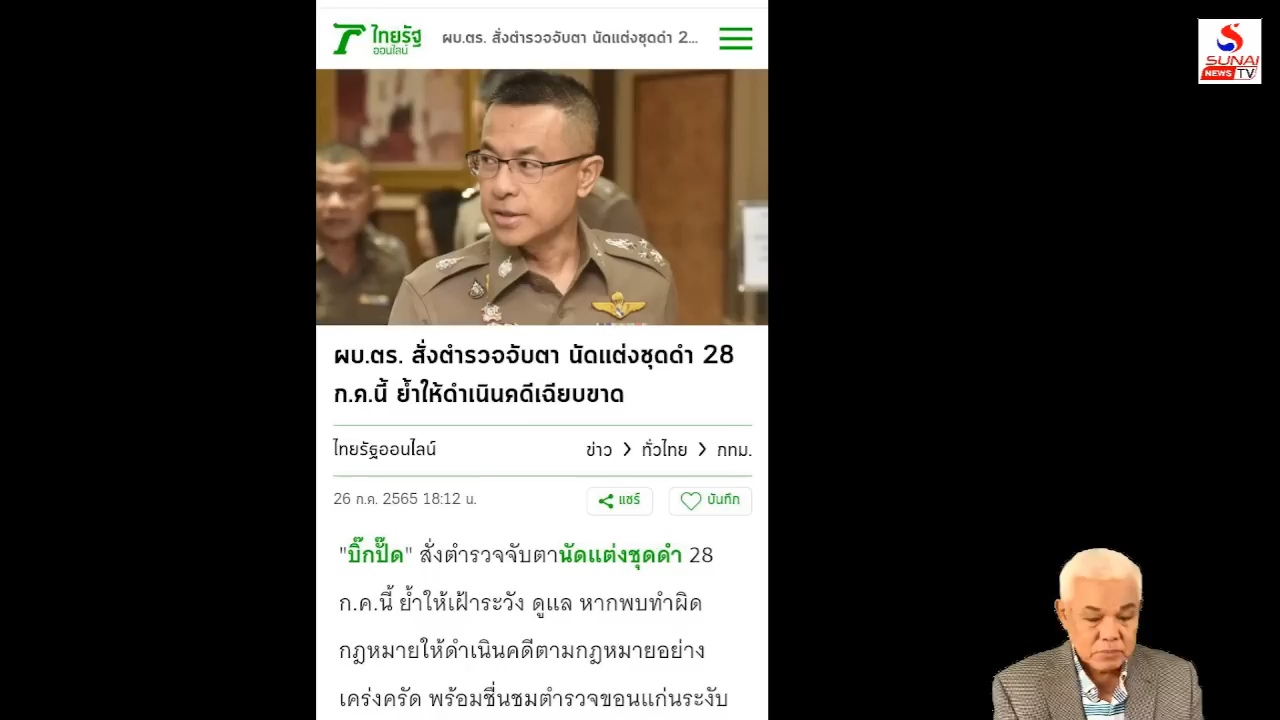 ไทยรัฐ
ออนไลน์
ผบ.ตร. สั่งตำรวจจับตา นัดแต่งชุดดำ 2...
SUNAI
NEWS TV
ผบ.ตร. สั่งตำรวจจับตา นัดแต่งชุดดำ 28
ก.ค.นี้ ย้ำให้ดำเนินคดีเฉียบขาด
ไทยรัฐออนไลน์
ข่าว > ทั่วไทย > กทม.
26 ก.ค. 2565 18:12 น.
แชร์
บันทึก
"บิ๊กปั๊ด" สั่งตำรวจจับตานัดแต่งชุดดำ 28
ก.ค.นี้ ย้ำให้เฝ้าระวัง ดูแล หากพบทำผิด
กฎหมายให้ดำเนินคดีตามกฎหมายอย่าง
เคร่งครัด พร้อมชื่นชมตำรวจขอนแก่นระงับ